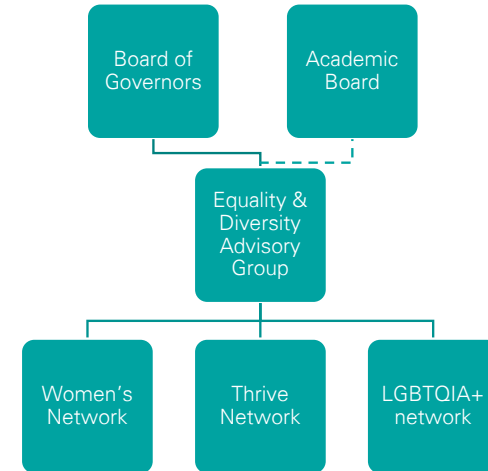 Board of
Governors
Academic
Board
Equality &
Diversity
Advisory
Group
Women's
Network
Thrive
Network
LGBTQIA+
network